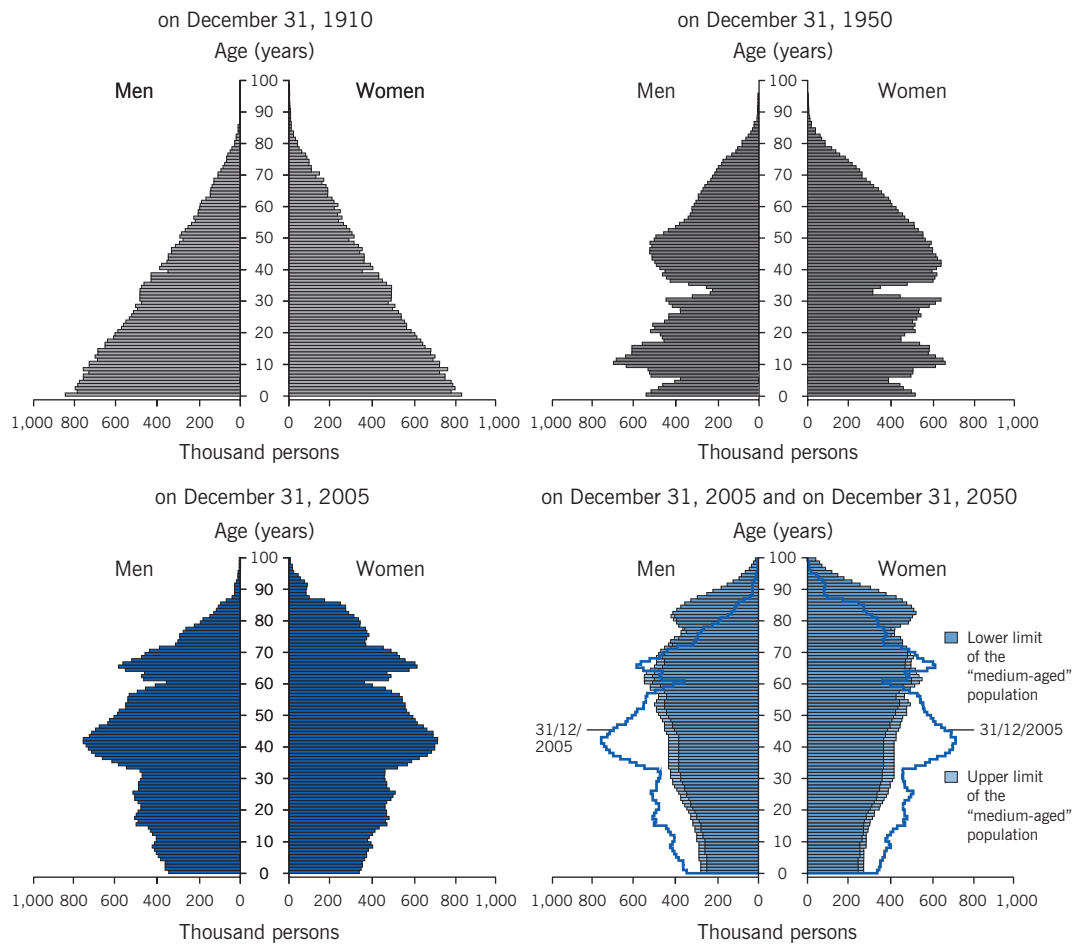 on December 31, 1910
Age (years)
Men
Women
100
90
80
70
60
50
40
30
20
10
0
1,000 800 600 400 200 0
0 200 400 600 800 1,000
Thousand persons
on December 31, 1950
Age (years)
Men
Women
100
90
80
70
60
50
40
30
20
10
0
1,000 800 600 400 200 0
0 200 400 600 800 1,000
Thousand persons
on December 31, 2005
Age (years)
Men
Women
100
90
80
70
60
50
40
30
20
10
0
1,000 800 600 400 200 0
0 200 400 600 800 1,000
Thousand persons
on December 31, 2005 and on December 31, 2050
Age (years)
Men
Women
100
90
80
70
60
50
40
30
20
10
0
31/12/
2005
31/12/2005
Lower limit
of the
“medium-aged”
population
Upper limit
of the
“medium-aged”
population
1,000 800 600 400 200 0
0 200 400 600 800 1,000
Thousand persons